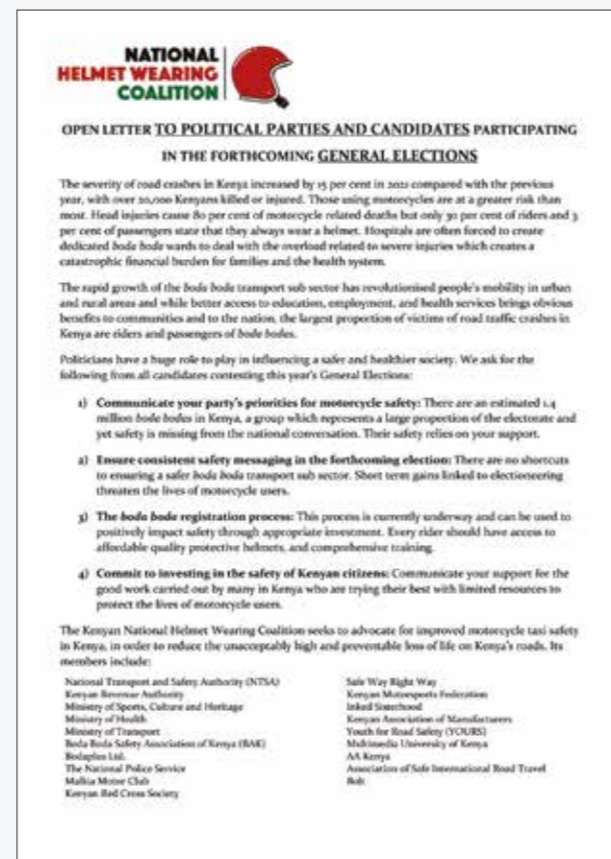 NATIONAL
HELMET WEARING
COALITION
OPEN LETTER TO POLITICAL PARTIES AND CANDIDATES PARTICIPATING
IN THE FORTHCOMING GENERAL ELECTIONS
The severity of road crashes in Kenya increased by 15 per cent in 2021 compared with the previous
year, with over 20,000 Kenyans killed or injured. Those using motorcycles are at a greater risk than
most. Head injuries cause 80 per cent of motorcycle related deaths but only 30 per cent of riders and 3
per cent of passengers state that they always wear a helmet. Hospitals are often forced to create
dedicated boda boda wards to deal with the overload related to severe injuries which creates a
catastrophic financial burden for families and the health system.
The rapid growth of the boda boda transport sub sector has revolutionised people's mobility in urban
and rural areas and while better access to education, employment, and health services brings obvious
benefits to communities and to the nation, the largest proportion of victims of road traffic crashes in
Kenya are riders and passengers of boda bodas.
Politicians have a huge role to play in influencing a safer and healthier society. We ask for the
following from all candidates contesting this year's General Elections:
1) Communicate your party's priorities for motorcycle safety: There are an estimated 1.4
million boda bodas in Kenya, a group which represents a large proportion of the electorate and
yet safety is missing from the national conversation. Their safety relies on your support.
2) Ensure consistent safety messaging in the forthcoming election: There are no shortcuts
to ensuring a safer boda boda transport sub sector. Short term gains linked to electioneering
threaten the lives of motorcycle users.
3) The boda boda registration process: This process is currently underway and can be used to
positively impact safety through appropriate investment. Every rider should have access to
affordable quality protective helmets, and comprehensive training.
4) Commit to investing in the safety of Kenyan citizens: Communicate your support for the
good work carried out by many in Kenya who are trying their best with limited resources to
protect the lives of motorcycle users.
The Kenyan National Helmet Wearing Coalition seeks to advocate for improved motorcycle taxi safety
in Kenya, in order to reduce the unacceptably high and preventable loss of life on Kenya's roads. Its
members include:
National Transport and Safety Authority (NTSA)
Kenyan Revenue Authority
Ministry of Sports, Culture and Heritage
Ministry of Health
Ministry of Transport
Boda Boda Safety Association of Kenya (BAK)
Bodaplus Ltd.
The National Police Service
Malkia Motor Club
Kenyan Red Cross Society
Safe Way Right Way
Kenyan Motorsports Federation
Inked Sisterhood
Kenyan Association of Manufacturers
Youth for Road Safety (YOURS)
Multimedia University of Kenya
AA Kenya
Association of Safe International Road Travel
Bolt